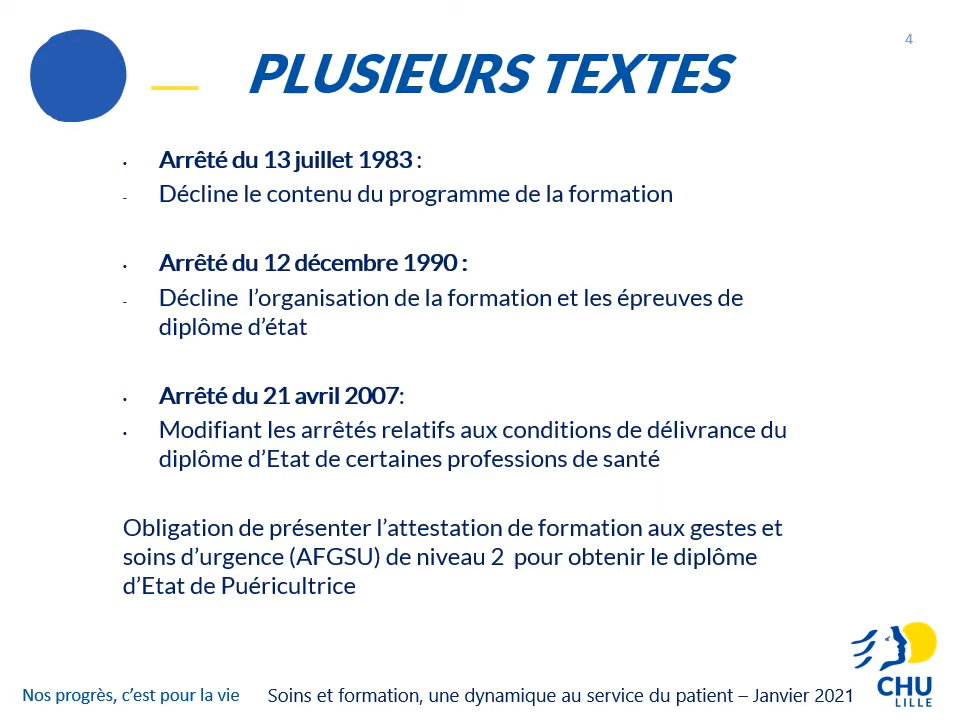 4
PLUSIEURS TEXTES
• Arrêté du 13 juillet 1983 :
- Décline le contenu du programme de la formation
• Arrêté du 12 décembre 1990 :
- Décline  l’organisation de la formation et les épreuves de
diplôme d’état
• Arrêté du 21 avril 2007:
• Modifiant les arrêtés relatifs aux conditions de délivrance du
diplôme d’Etat de certaines professions de santé
Obligation de présenter l’attestation de formation aux gestes et
soins d’urgence (AFGSU) de niveau 2  pour obtenir le diplôme
d’Etat de Puéricultrice
Nos progrès, c’est pour la vie
Soins et formation, une dynamique au service du patient – Janvier 2021
CHU
LILLE